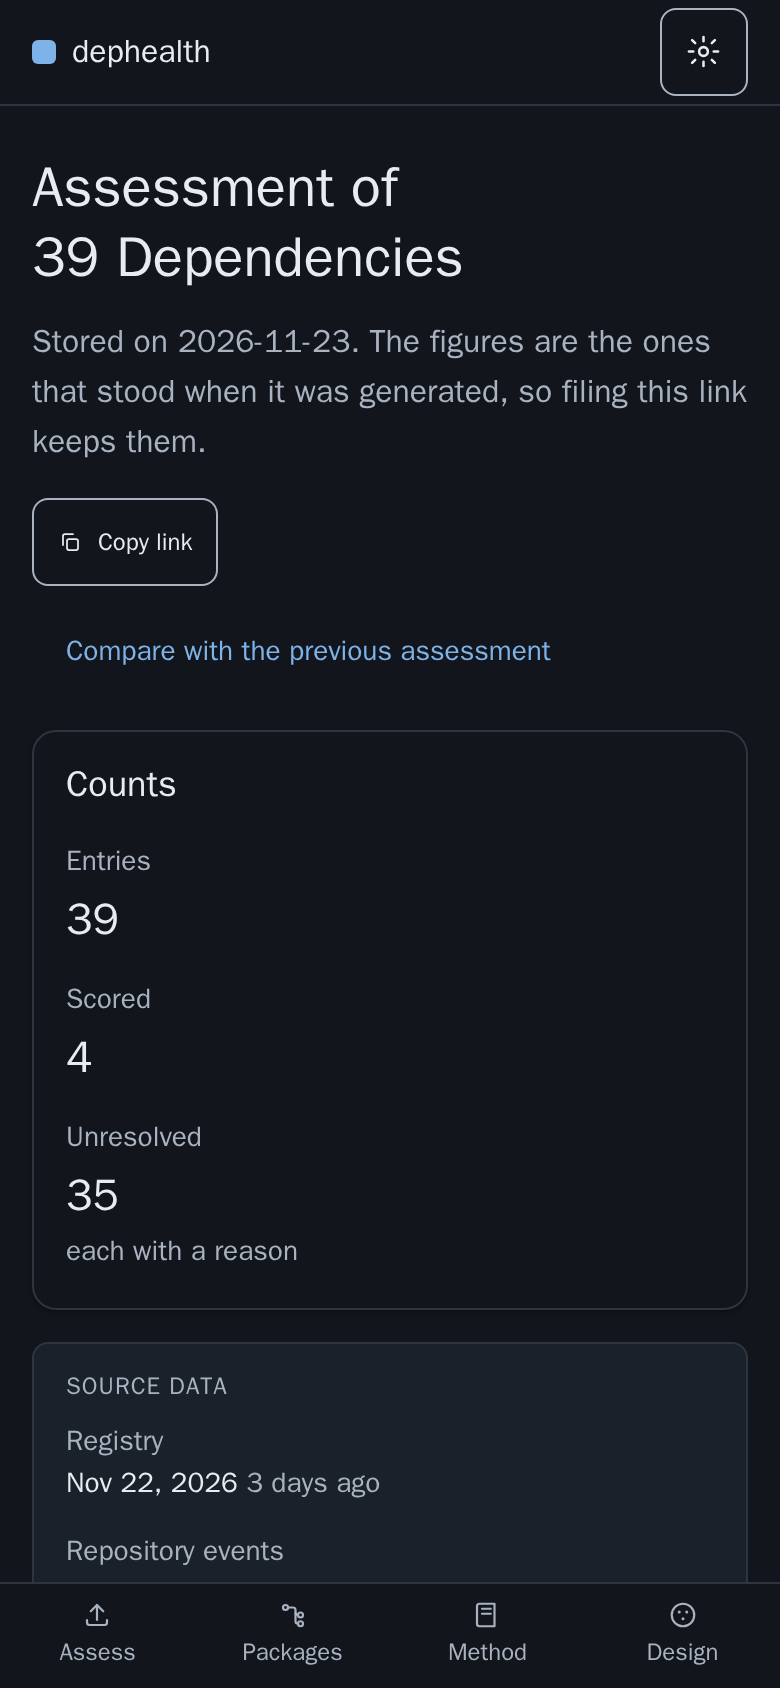 dephealth
Assessment of
39 Dependencies
Stored on 2026-11-23. The figures are the ones
that stood when it was generated, so filing this link
keeps them.
Copy link
Compare with the previous assessment
Counts
Entries
39
Scored
4
Unresolved
35
each with a reason
SOURCE DATA
Registry
Nov 22, 2026 3 days ago
Repository events
Assess
Packages
Method
Design